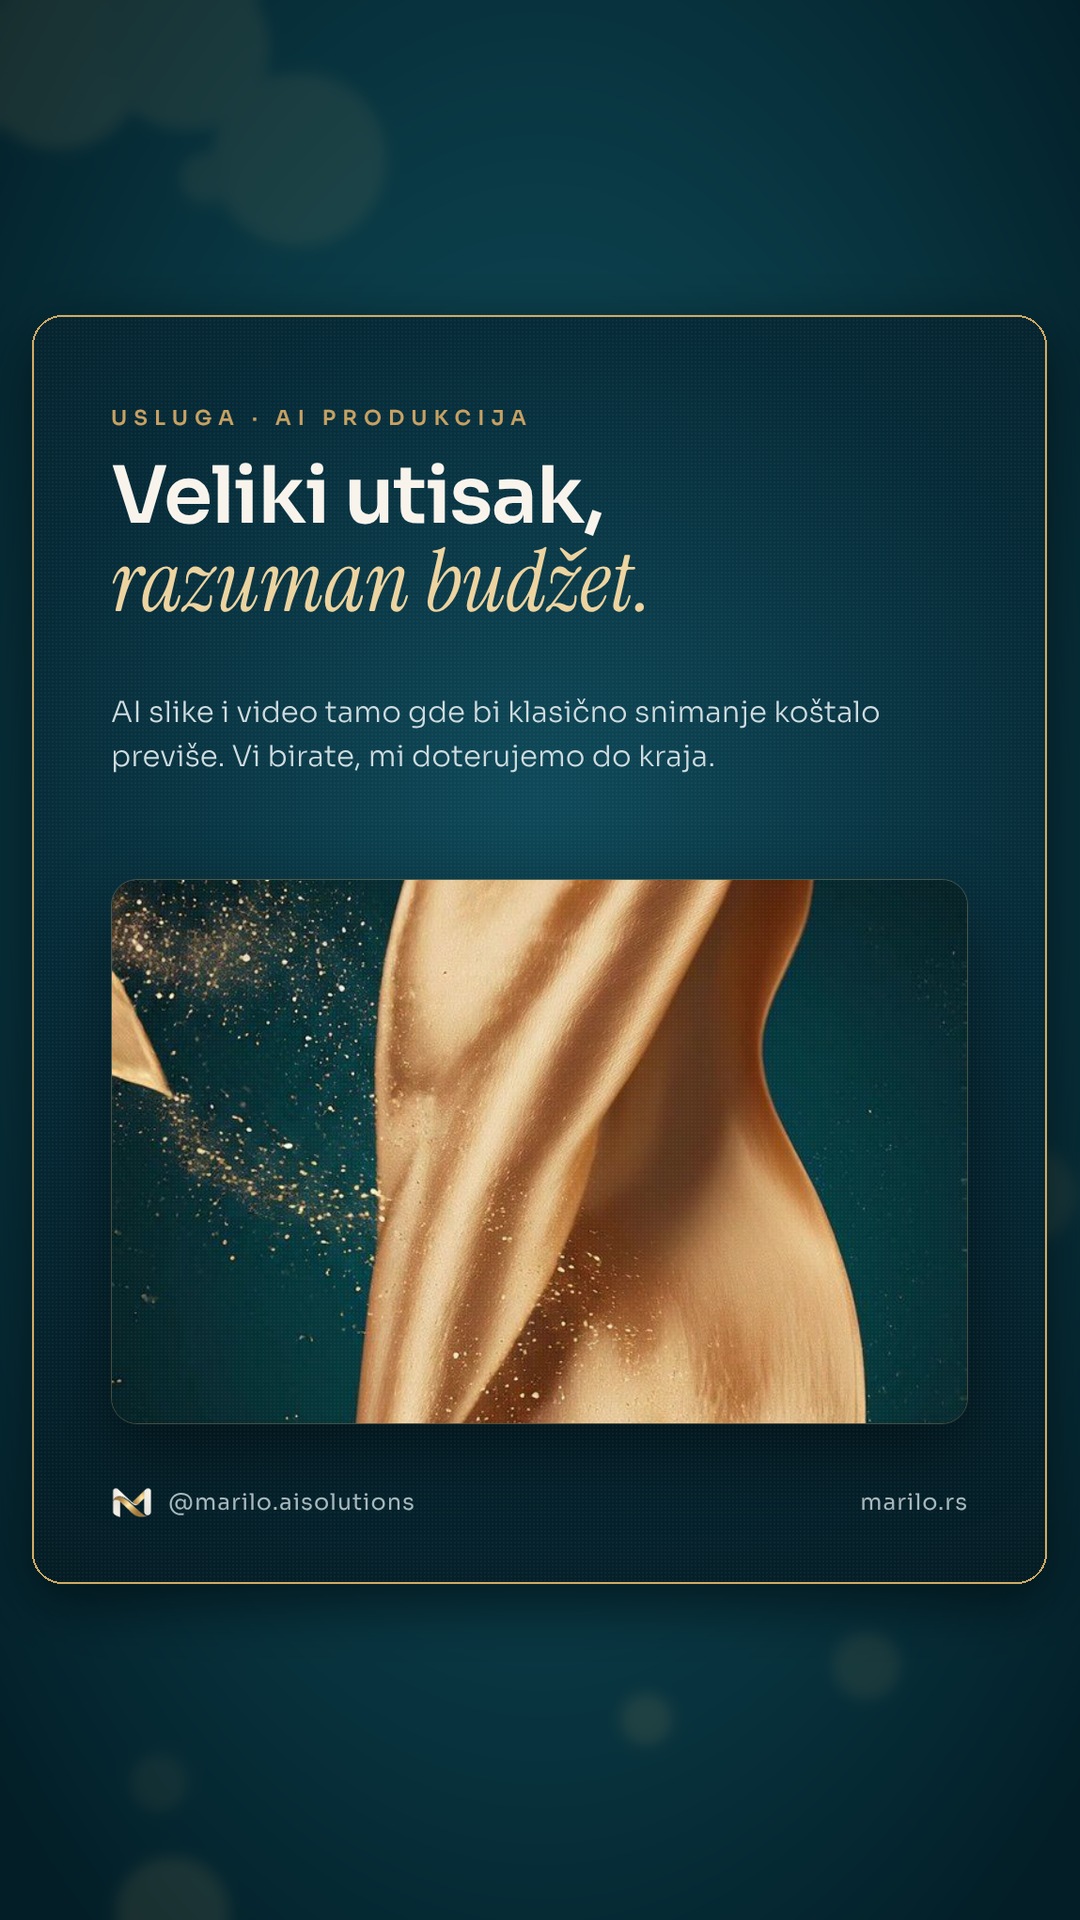 USLUGA · AI PRODUKCIJA
Veliki utisak,
razuman budžet.
AI slike i video tamo gde bi klasično snimanje koštalo
previše. Vi birate, mi doterujemo do kraja.
@marilo.aisolutions
marilo.rs